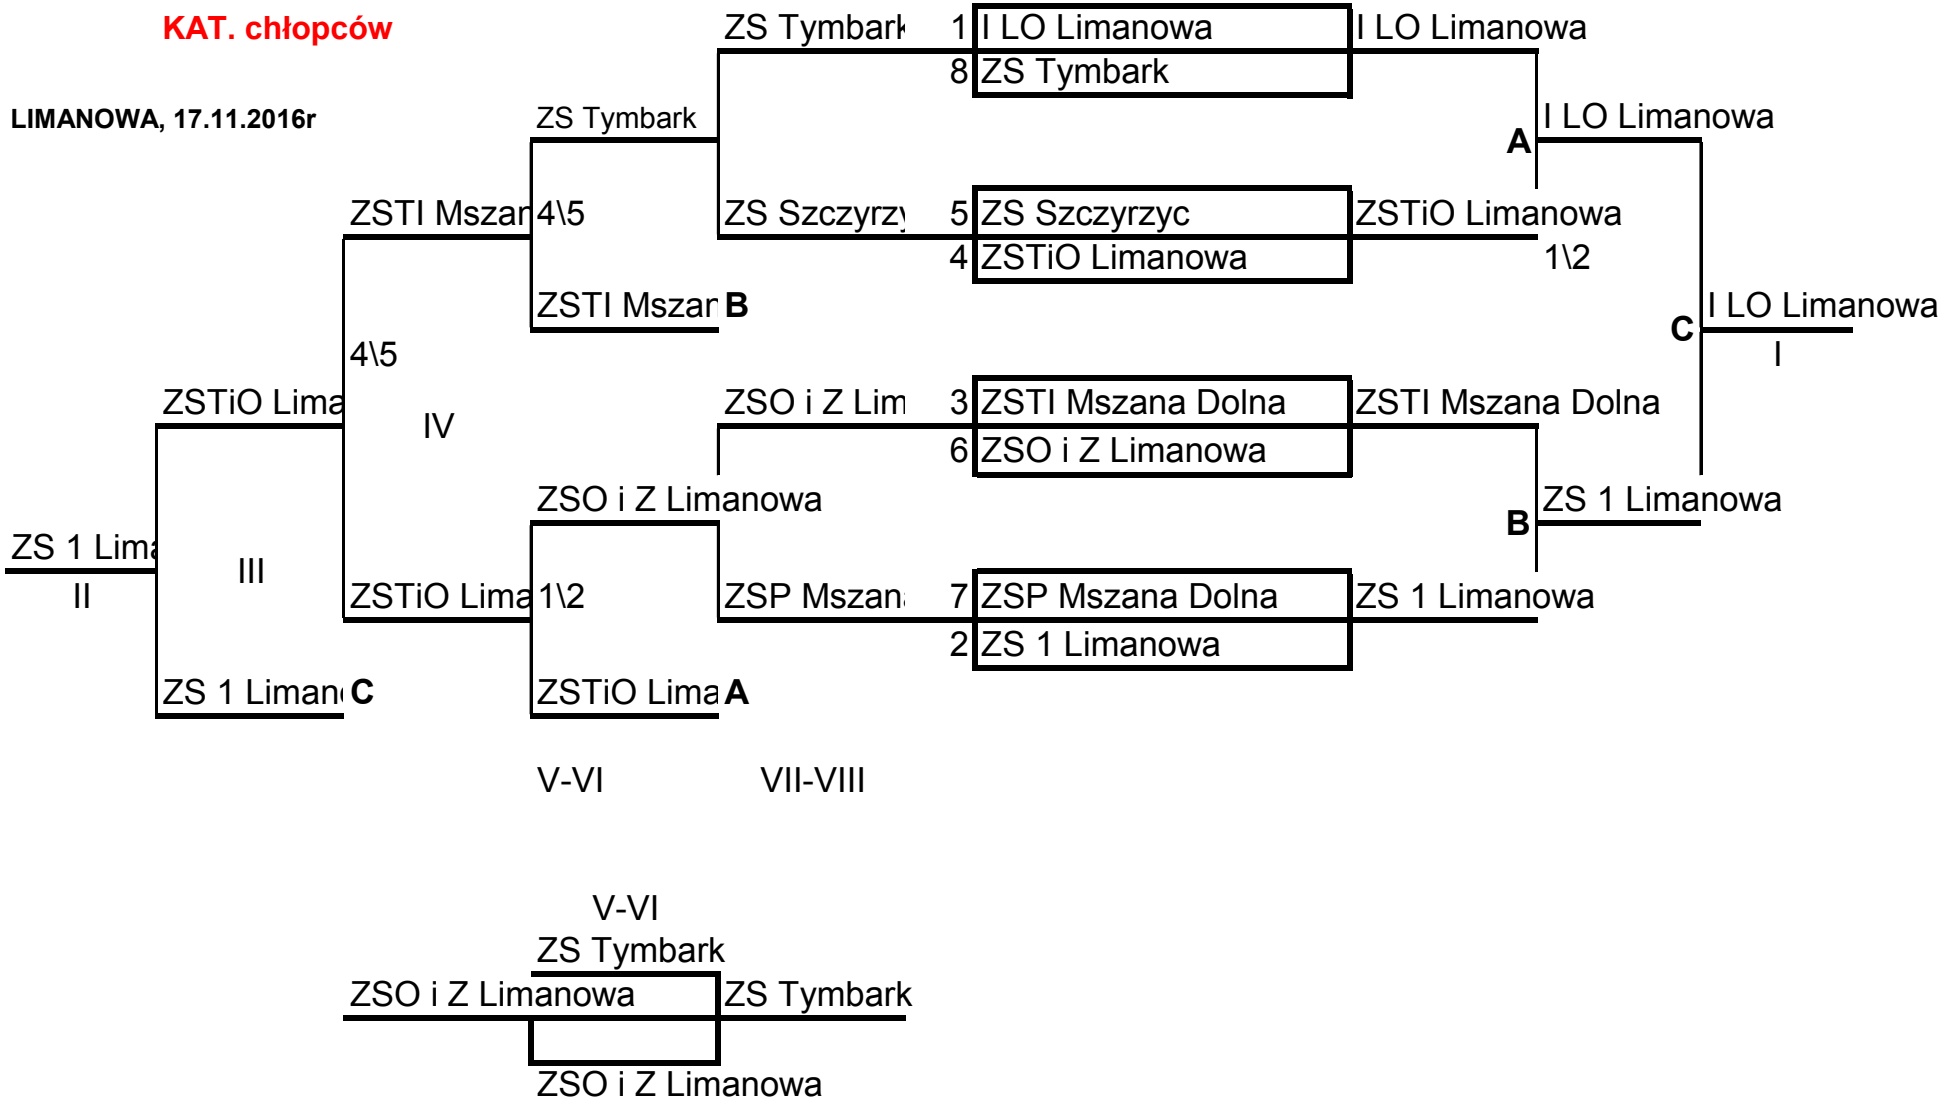 KAT. chłopców
ZS Tymbark 1 I LO Limanowa I LO Limanowa
8 ZS Tymbark
LIMANOWA, 17.11.2016r ZS Tymbark I LO Limanowa
A
ZSTI Mszan 4\5 ZS Szczyrzy 5 ZS Szczyrzyc ZSTiO Limanowa
4 ZSTiO Limanowa 1\2
ZSTI Mszan B I LO Limanowa
C
4\5 I
ZSTiO Lima ZSO i Z Lim 3 ZSTI Mszana Dolna ZSTI Mszana Dolna
IV
6 ZSO i Z Limanowa
ZSO i Z Limanowa ZS 1 Limanowa
B
ZS 1 Lima
III
II ZSTiO Lima 1\2 ZSP Mszana 7 ZSP Mszana Dolna ZS 1 Limanowa
2 ZS 1 Limanowa
ZS 1 Limano C ZSTiO Lima A
V-VI VII-VIII
V-VI
ZS Tymbark
ZSO i Z Limanowa ZS Tymbark
ZSO i Z Limanowa